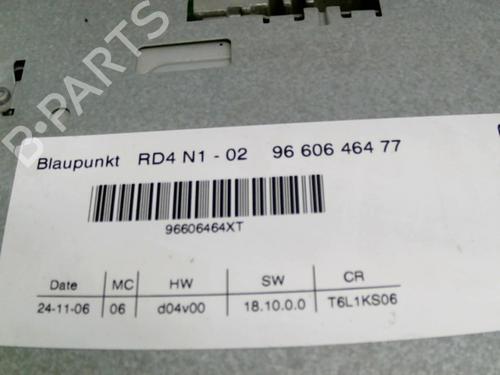 B-PARTS
Blaupunkt RD4 N1 - 02 96 606 464 77
96606464XT
Date MC HW SW CR
24-11-06 06 d04v00 18.10.0.0 T6L1KS06